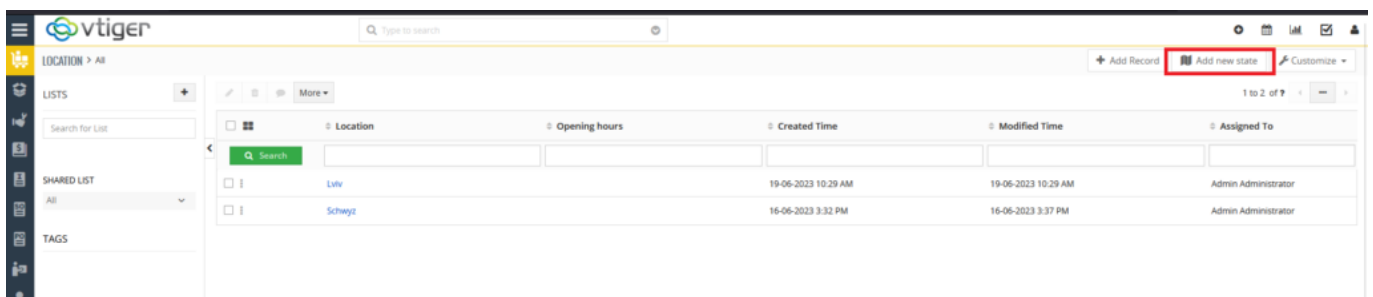 vtiger
Type to search
LOCATION > All
Add Record
Add new state
Customize
LISTS
More
1 to 2 of ?
Search for List
Location
Opening hours
Created Time
Modified Time
Assigned To
Search
SHARED LIST
All
Lviv
19-06-2023 10:29 AM
19-06-2023 10:29 AM
Admin Administrator
Schwyz
16-06-2023 3:32 PM
16-06-2023 3:37 PM
Admin Administrator
TAGS